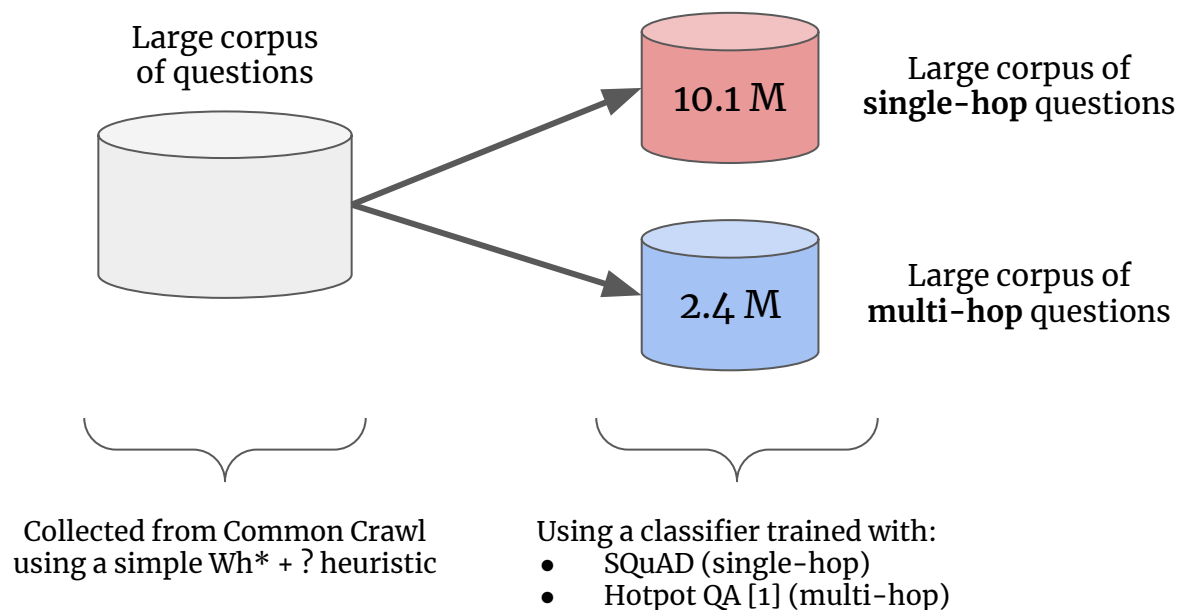 Large corpus
of questions
10.1 M
Large corpus of
single-hop questions
2.4 M
Large corpus of
multi-hop questions
Collected from Common Crawl
using a simple Wh* + ? heuristic
Using a classifier trained with:
● SQuAD (single-hop)
● Hotpot QA [1] (multi-hop)